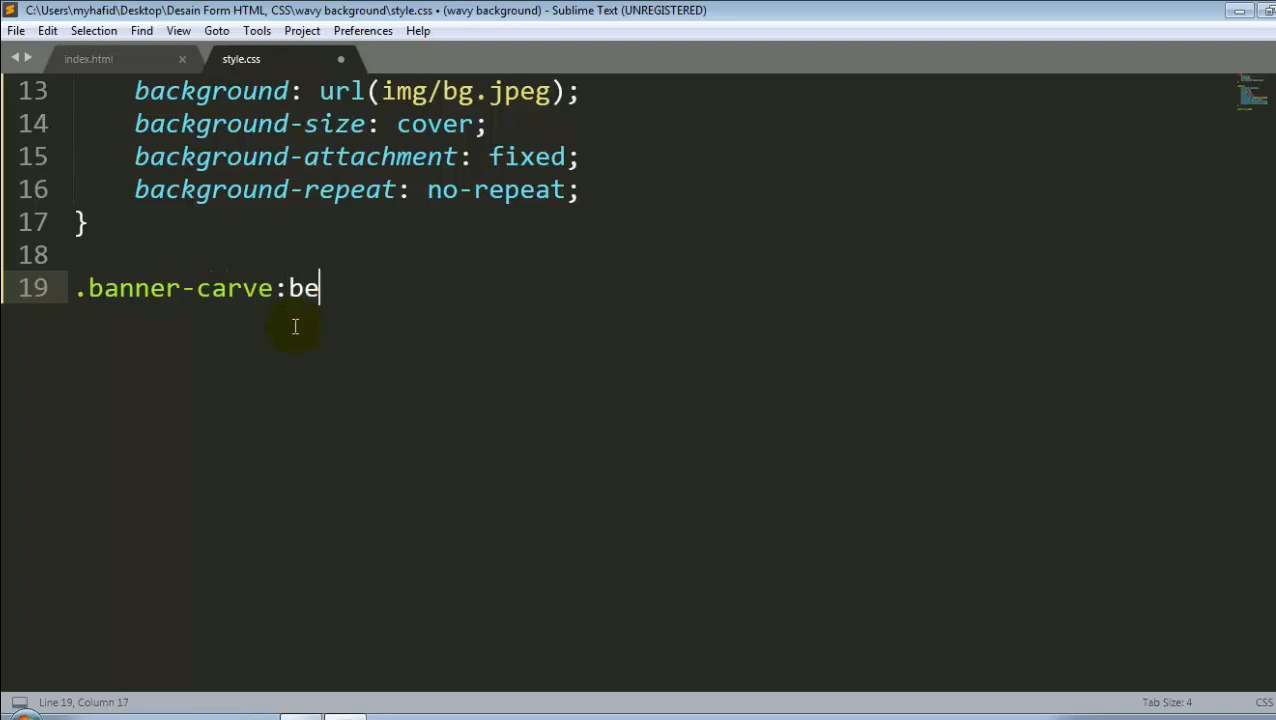 C:\Users\myhafid\Desktop\Desain Form HTML, CSS\wavy background\style.css • (wavy background) - Sublime Text (UNREGISTERED)
File Edit Selection Find View Goto Tools Project Preferences Help
index.html × style.css
13 background: url(img/bg.jpeg);
14 background-size: cover;
15 background-attachment: fixed;
16 background-repeat: no-repeat;
17 }
18
19 .banner-carve:be
Line 19, Column 17 Tab Size: 4 CSS